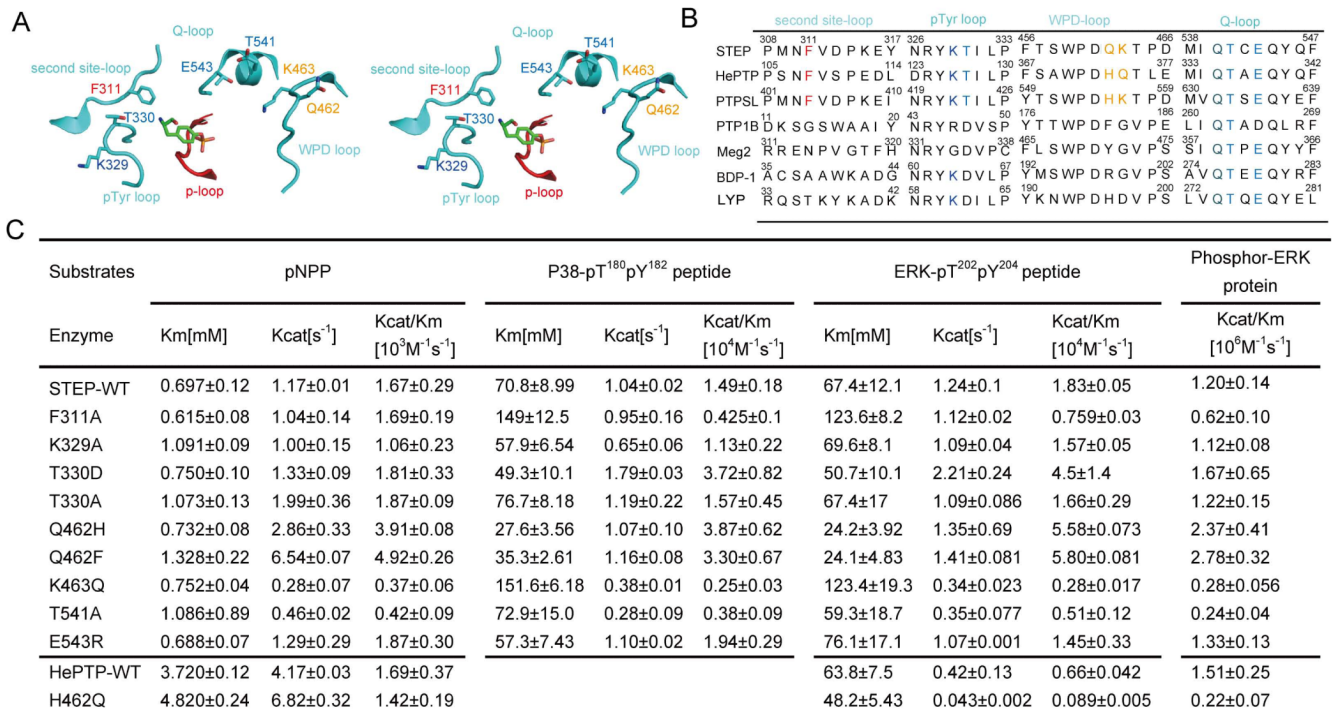 A
Q-loop
T541
second site-loop
E543
K463
F311
Q462
T330
WPD loop
K329
p-loop
pTyr loop
Q-loop
T541
second site-loop
E543
K463
F311
Q462
T330
WPD loop
K329
p-loop
pTyr loop
B
second site-loop pTyr loop WPD-loop Q-loop
308 311 317 326 333 456 466 538 547
STEP P M N F V D P K E Y N R Y K T I L P F T S W P D Q K T P D M I Q T C E Q Y Q F
105 114 123 130 367 377 333 342
HePTP P S N F V S P E D L D R Y K T I L P F S A W P D H Q T L E M I Q T A E Q Y Q F
401 410 419 426 549 559 630 639
PTPSL P M N F V D P K E I N R Y K T I L P Y T S W P D H K T P D M V Q T S E Q Y E F
11 20 43 50 176 186 260 269
PTP1B D K S G S W A A I Y N R Y R D V S P Y T T W P D F G V P E L I Q T A D Q L R F
311 320 331 338 465 475 357 366
Meg2 R R E N P V G T F H N R Y G D V P C F L S W P D Y G V P S S I Q T P E Q Y Y F
35 44 60 67 192 202 274 283
BDP-1 C S A A W K A D G N R Y K D V L P Y M S W P D R G V P S A V Q T E E Q Y R F
33 42 58 65 190 200 272 281
LYP R Q S T K Y K A D K N R Y K D I L P Y K N W P D H D V P S L V Q T Q E Q Y E L
C
Substrates pNPP P38-pT180pY182 peptide ERK-pT202pY204 peptide Phosphor-ERK protein
Enzyme Km[mM] Kcat[s-1] Kcat/Km [10³M-1s-1] Km[mM] Kcat[s-1] Kcat/Km [10⁴M-1s-1] Km[mM] Kcat[s-1] Kcat/Km [10⁴M-1s-1] Kcat/Km [10⁶M-1s-1]
STEP-WT 0.697±0.12 1.17±0.01 1.67±0.29 70.8±8.99 1.04±0.02 1.49±0.18 67.4±12.1 1.24±0.1 1.83±0.05 1.20±0.14
F311A 0.615±0.08 1.04±0.14 1.69±0.19 149±12.5 0.95±0.16 0.425±0.1 123.6±8.2 1.12±0.02 0.759±0.03 0.62±0.10
K329A 1.091±0.09 1.00±0.15 1.06±0.23 57.9±6.54 0.65±0.06 1.13±0.22 69.6±8.1 1.09±0.04 1.57±0.05 1.12±0.08
T330D 0.750±0.10 1.33±0.09 1.81±0.33 49.3±10.1 1.79±0.03 3.72±0.82 50.7±10.1 2.21±0.24 4.5±1.4 1.67±0.65
T330A 1.073±0.13 1.99±0.36 1.87±0.09 76.7±8.18 1.19±0.22 1.57±0.45 67.4±17 1.09±0.086 1.66±0.29 1.22±0.15
Q462H 0.732±0.08 2.86±0.33 3.91±0.08 27.6±3.56 1.07±0.10 3.87±0.62 24.2±3.92 1.35±0.69 5.58±0.073 2.37±0.41
Q462F 1.328±0.22 6.54±0.07 4.92±0.26 35.3±2.61 1.16±0.08 3.30±0.67 24.1±4.83 1.41±0.081 5.80±0.081 2.78±0.32
K463Q 0.752±0.04 0.28±0.07 0.37±0.06 151.6±6.18 0.38±0.01 0.25±0.03 123.4±19.3 0.34±0.023 0.28±0.017 0.28±0.056
T541A 1.086±0.89 0.46±0.02 0.42±0.09 72.9±15.0 0.28±0.09 0.38±0.09 59.3±18.7 0.35±0.077 0.51±0.12 0.24±0.04
E543R 0.688±0.07 1.29±0.29 1.87±0.30 57.3±7.43 1.10±0.02 1.94±0.29 76.1±17.1 1.07±0.001 1.45±0.33 1.33±0.13
HePTP-WT 3.720±0.12 4.17±0.03 1.69±0.37 63.8±7.5 0.42±0.13 0.66±0.042 1.51±0.25
H462Q 4.820±0.24 6.82±0.32 1.42±0.19 48.2±5.43 0.043±0.002 0.089±0.005 0.22±0.07